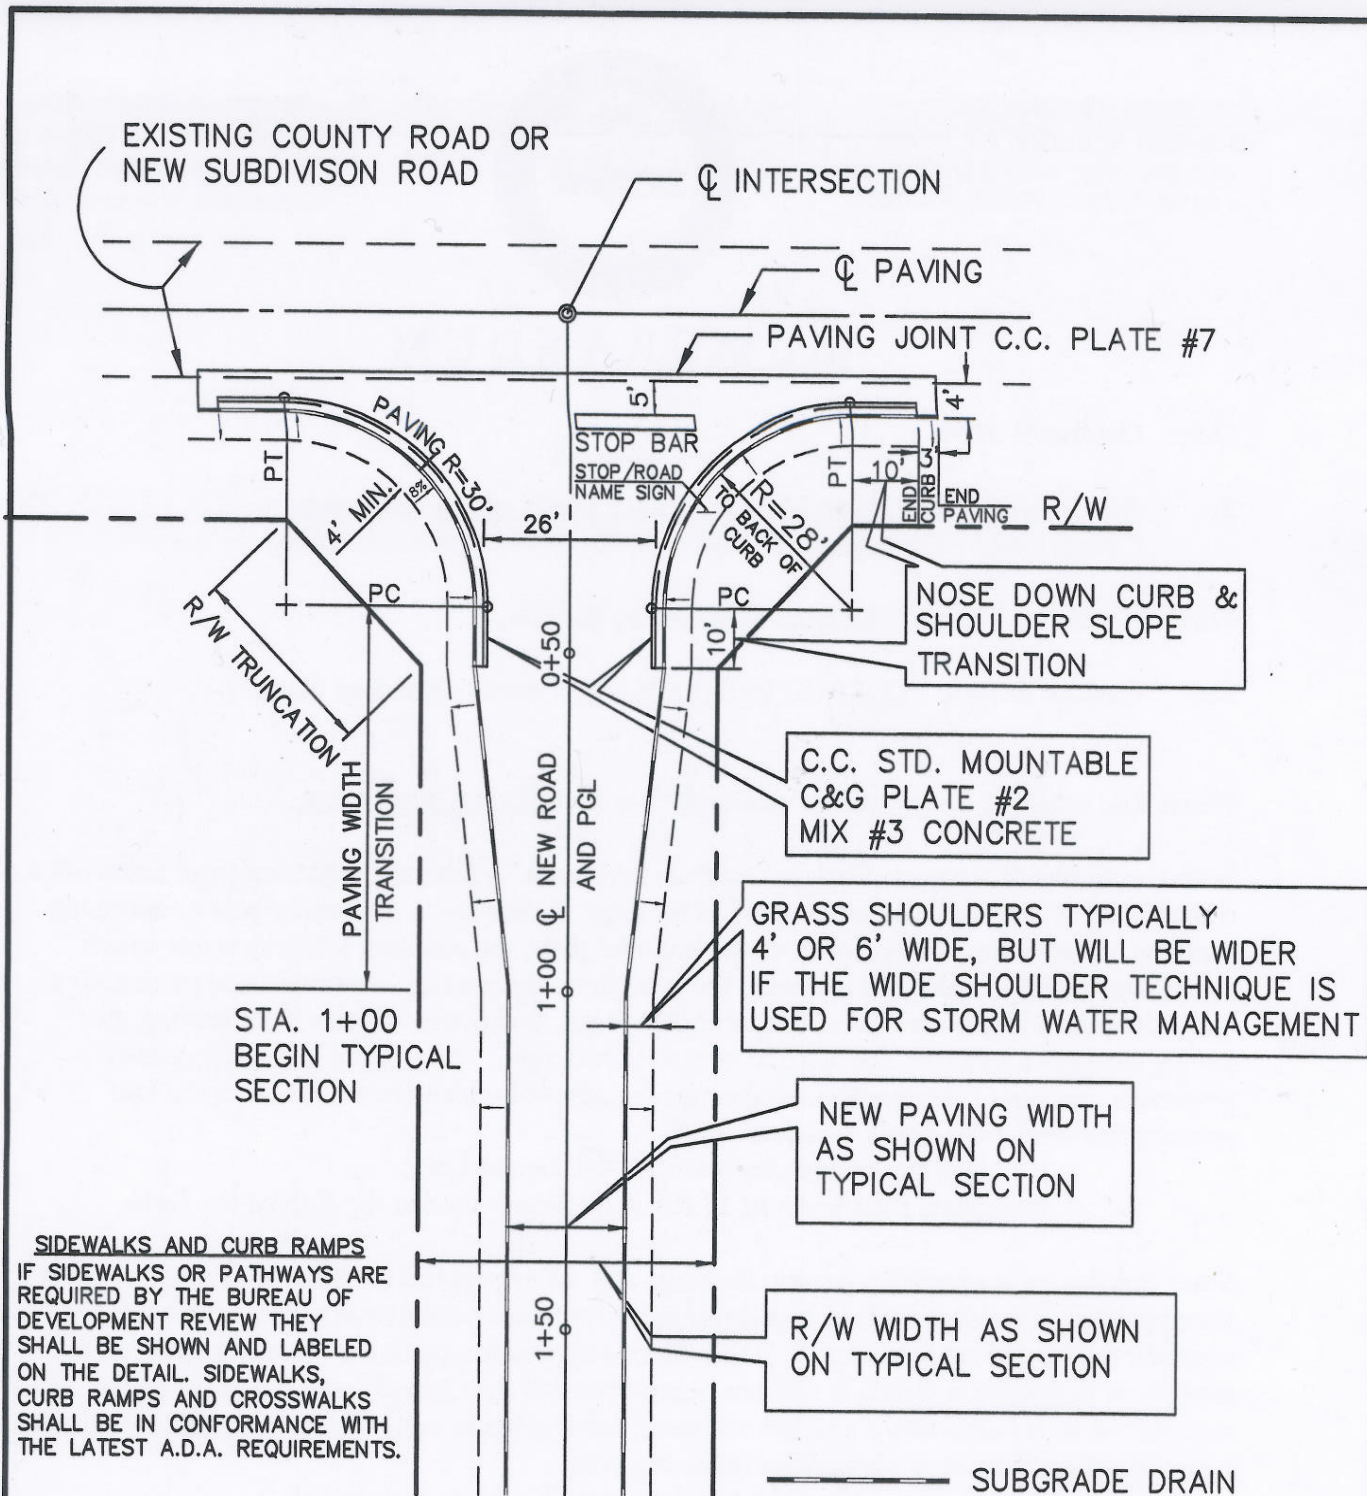 EXISTING COUNTY ROAD OR
NEW SUBDIVISON ROAD
℄ INTERSECTION
℄ PAVING
PAVING JOINT C.C. PLATE #7
5'
4'
STOP BAR
STOP/ROAD
NAME SIGN
PAVING R=30'
8%
4' MIN.
PT
26'
R=28'
TO BACK OF
CURB
PT
10'
3'
END
CURB
END
PAVING
R/W
NOSE DOWN CURB &
SHOULDER SLOPE
TRANSITION
PC
PC
10'
R/W TRUNCATION
0+50
PAVING WIDTH
TRANSITION
C.C. STD. MOUNTABLE
C&G PLATE #2
MIX #3 CONCRETE
1+00 ℄ NEW ROAD
AND PGL
GRASS SHOULDERS TYPICALLY
4' OR 6' WIDE, BUT WILL BE WIDER
IF THE WIDE SHOULDER TECHNIQUE IS
USED FOR STORM WATER MANAGEMENT
STA. 1+00
BEGIN TYPICAL
SECTION
NEW PAVING WIDTH
AS SHOWN ON
TYPICAL SECTION
SIDEWALKS AND CURB RAMPS
IF SIDEWALKS OR PATHWAYS ARE
REQUIRED BY THE BUREAU OF
DEVELOPMENT REVIEW THEY
SHALL BE SHOWN AND LABELED
ON THE DETAIL. SIDEWALKS,
CURB RAMPS AND CROSSWALKS
SHALL BE IN CONFORMANCE WITH
THE LATEST A.D.A. REQUIREMENTS.
1+50
R/W WIDTH AS SHOWN
ON TYPICAL SECTION
SUBGRADE DRAIN